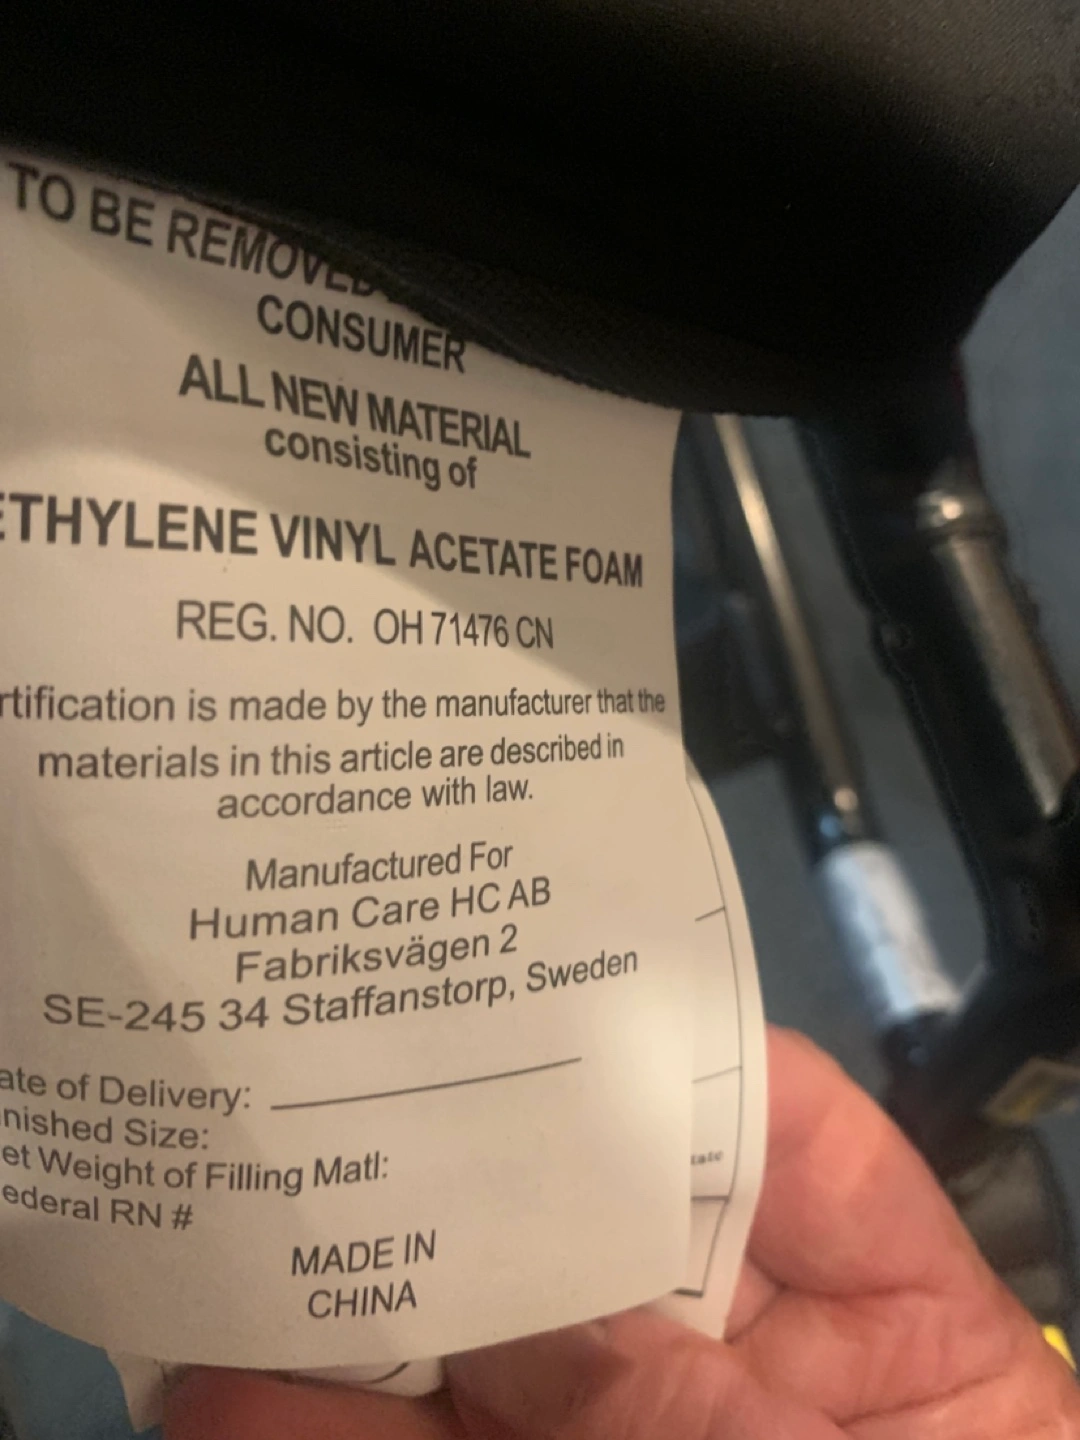 TO BE REMOVED
CONSUMER
ALL NEW MATERIAL
consisting of
ETHYLENE VINYL ACETATE FOAM
REG. NO. OH 71476 CN
rtification is made by the manufacturer that the
materials in this article are described in
accordance with law.
Manufactured For
Human Care HC AB
Fabriksvägen 2
SE-245 34 Staffanstorp, Sweden
ate of Delivery:
nished Size:
et Weight of Filling Matl:
ederal RN #
MADE IN
CHINA